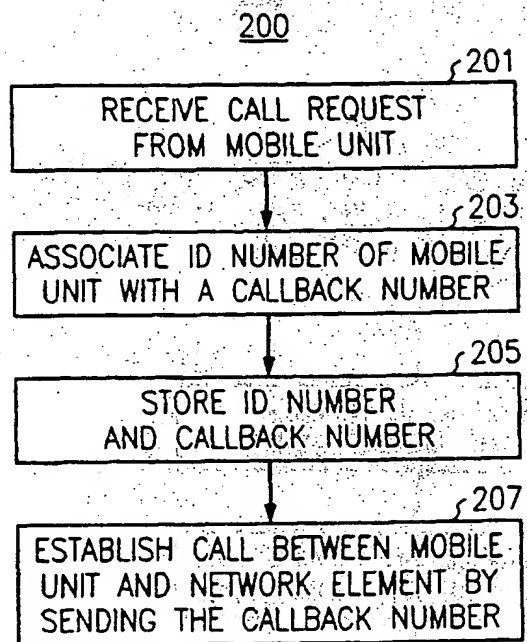 200
201
RECEIVE CALL REQUEST
FROM MOBILE UNIT
203
ASSOCIATE ID NUMBER OF MOBILE
UNIT WITH A CALLBACK NUMBER
205
STORE ID NUMBER
AND CALLBACK NUMBER
207
ESTABLISH CALL BETWEEN MOBILE
UNIT AND NETWORK ELEMENT BY
SENDING THE CALLBACK NUMBER